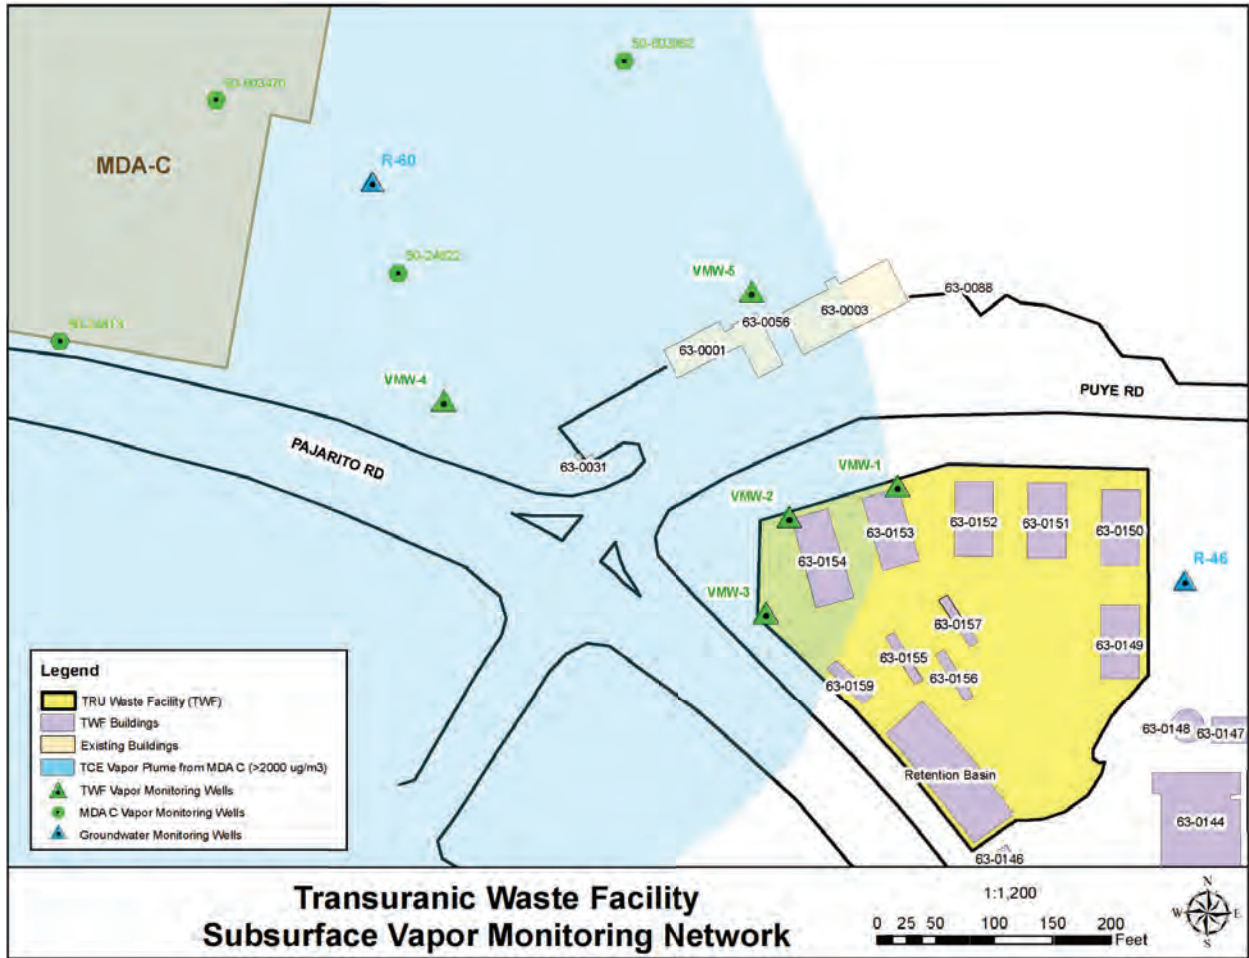 50-603062
50-603470
MDA-C
R-60
50-24822
VMW-5
63-0088
63-0003
63-0056
63-0001
50-24813
VMW-4
PUYE RD
PAJARITO RD
63-0031
VMW-1
VMW-2
63-0152
63-0151
63-0150
63-0153
63-0154
R-46
VMW-3
63-0157
63-0149
63-0155
63-0156
63-0159
63-0148
63-0147
Retention Basin
63-0144
63-0146
Legend
TRU Waste Facility (TWF)
TWF Buildings
Existing Buildings
TCE Vapor Plume from MDA C (>2000 ug/m3)
TWF Vapor Monitoring Wells
MDA C Vapor Monitoring Wells
Groundwater Monitoring Wells
Transuranic Waste Facility
Subsurface Vapor Monitoring Network
1:1,200
0 25 50 100 150 200
Feet
N
W E
S